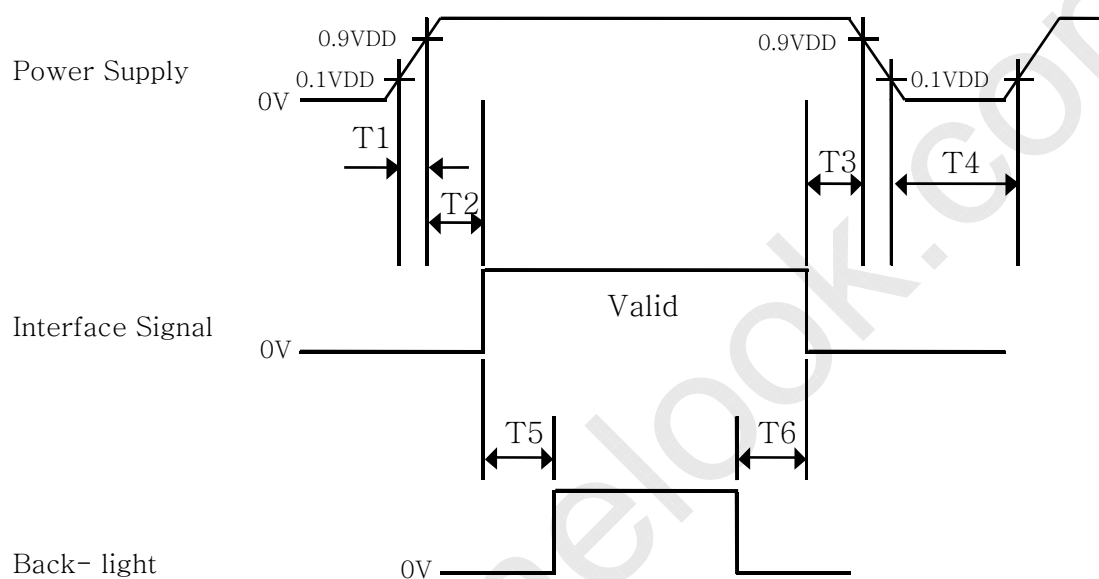 0.9VDD
0.9VDD
Power Supply
0.1VDD
0.1VDD
0V
T1
T3
T4
T2
Valid
Interface Signal
0V
T5
T6
Back- light
0V